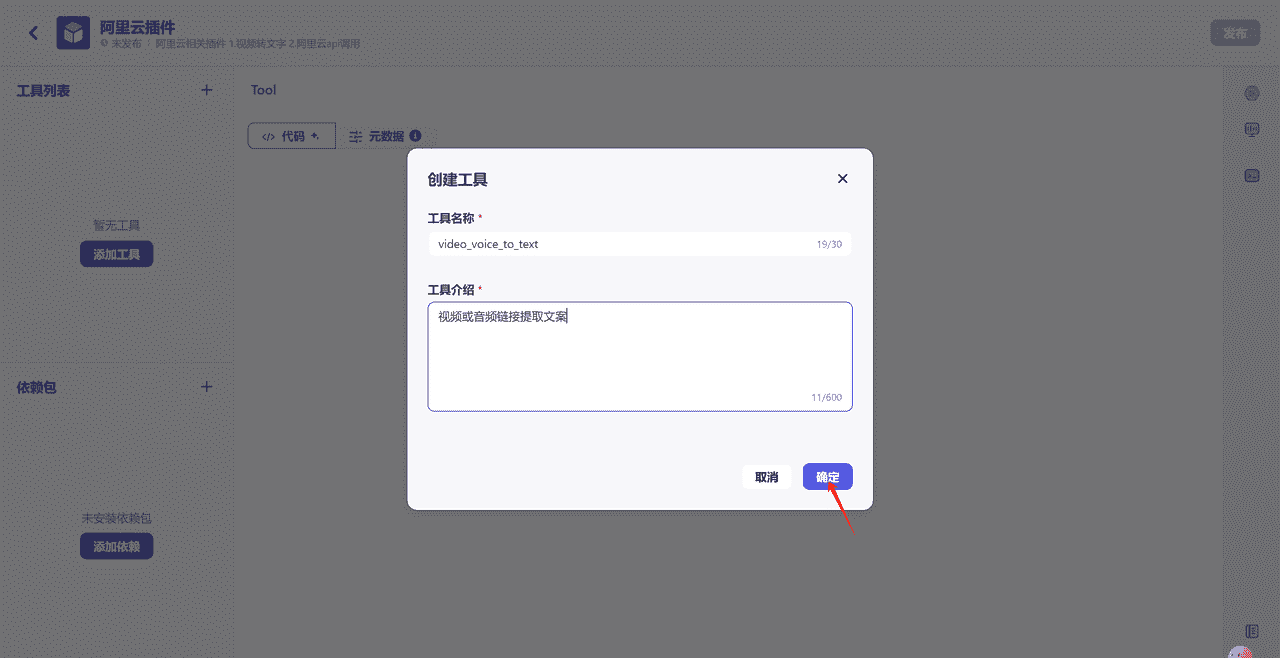 阿里云插件
未发布 / 阿里云相关插件 1.视频转文字 2.阿里云api调用
发布
工具列表
Tool
代码
元数据
暂无工具
添加工具
依赖包
未安装依赖包
添加依赖
创建工具
工具名称 *
video_voice_to_text
19/30
工具介绍 *
视频或音频链接提取文案
11/600
取消
确定